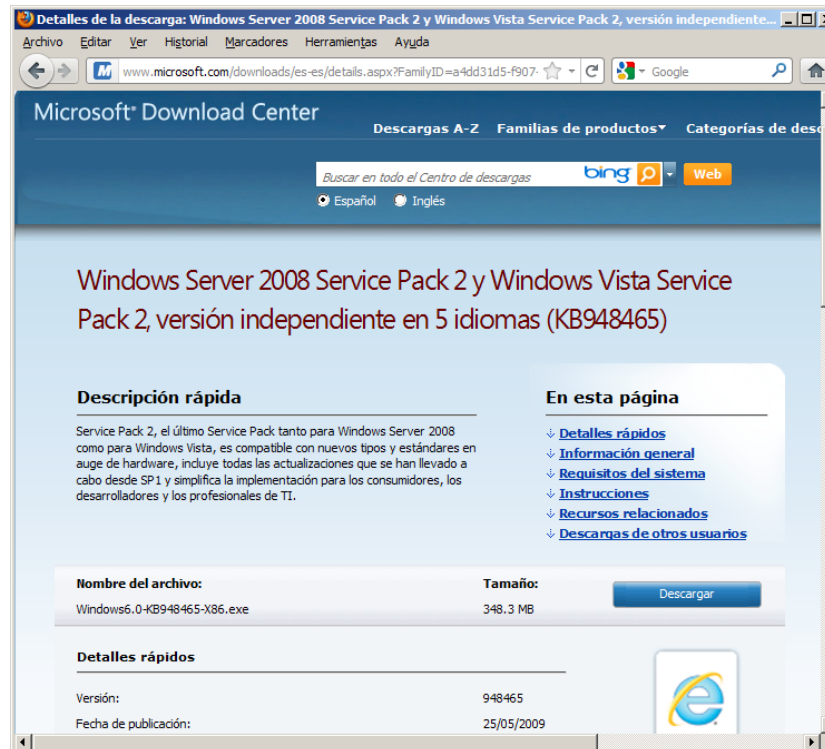 Detalles de la descarga: Windows Server 2008 Service Pack 2 y Windows Vista Service Pack 2, versión independiente...
Archivo Editar Ver Historial Marcadores Herramientas Ayuda
www.microsoft.com/downloads/es-es/details.aspx?FamilyID=a4dd31d5-f907- Google
Microsoft Download Center
Descargas A-Z Familias de productos Categorías de desc
Buscar en todo el Centro de descargas bing Web
Español Inglés
Windows Server 2008 Service Pack 2 y Windows Vista Service
Pack 2, versión independiente en 5 idiomas (KB948465)
Descripción rápida
Service Pack 2, el último Service Pack tanto para Windows Server 2008
como para Windows Vista, es compatible con nuevos tipos y estándares en
auge de hardware, incluye todas las actualizaciones que se han llevado a
cabo desde SP1 y simplifica la implementación para los consumidores, los
desarrolladores y los profesionales de TI.
En esta página
Detalles rápidos
Información general
Requisitos del sistema
Instrucciones
Recursos relacionados
Descargas de otros usuarios
Nombre del archivo: Tamaño:
Windows6.0-KB948465-X86.exe 348.3 MB
Descargar
Detalles rápidos
Versión: 948465
Fecha de publicación: 25/05/2009